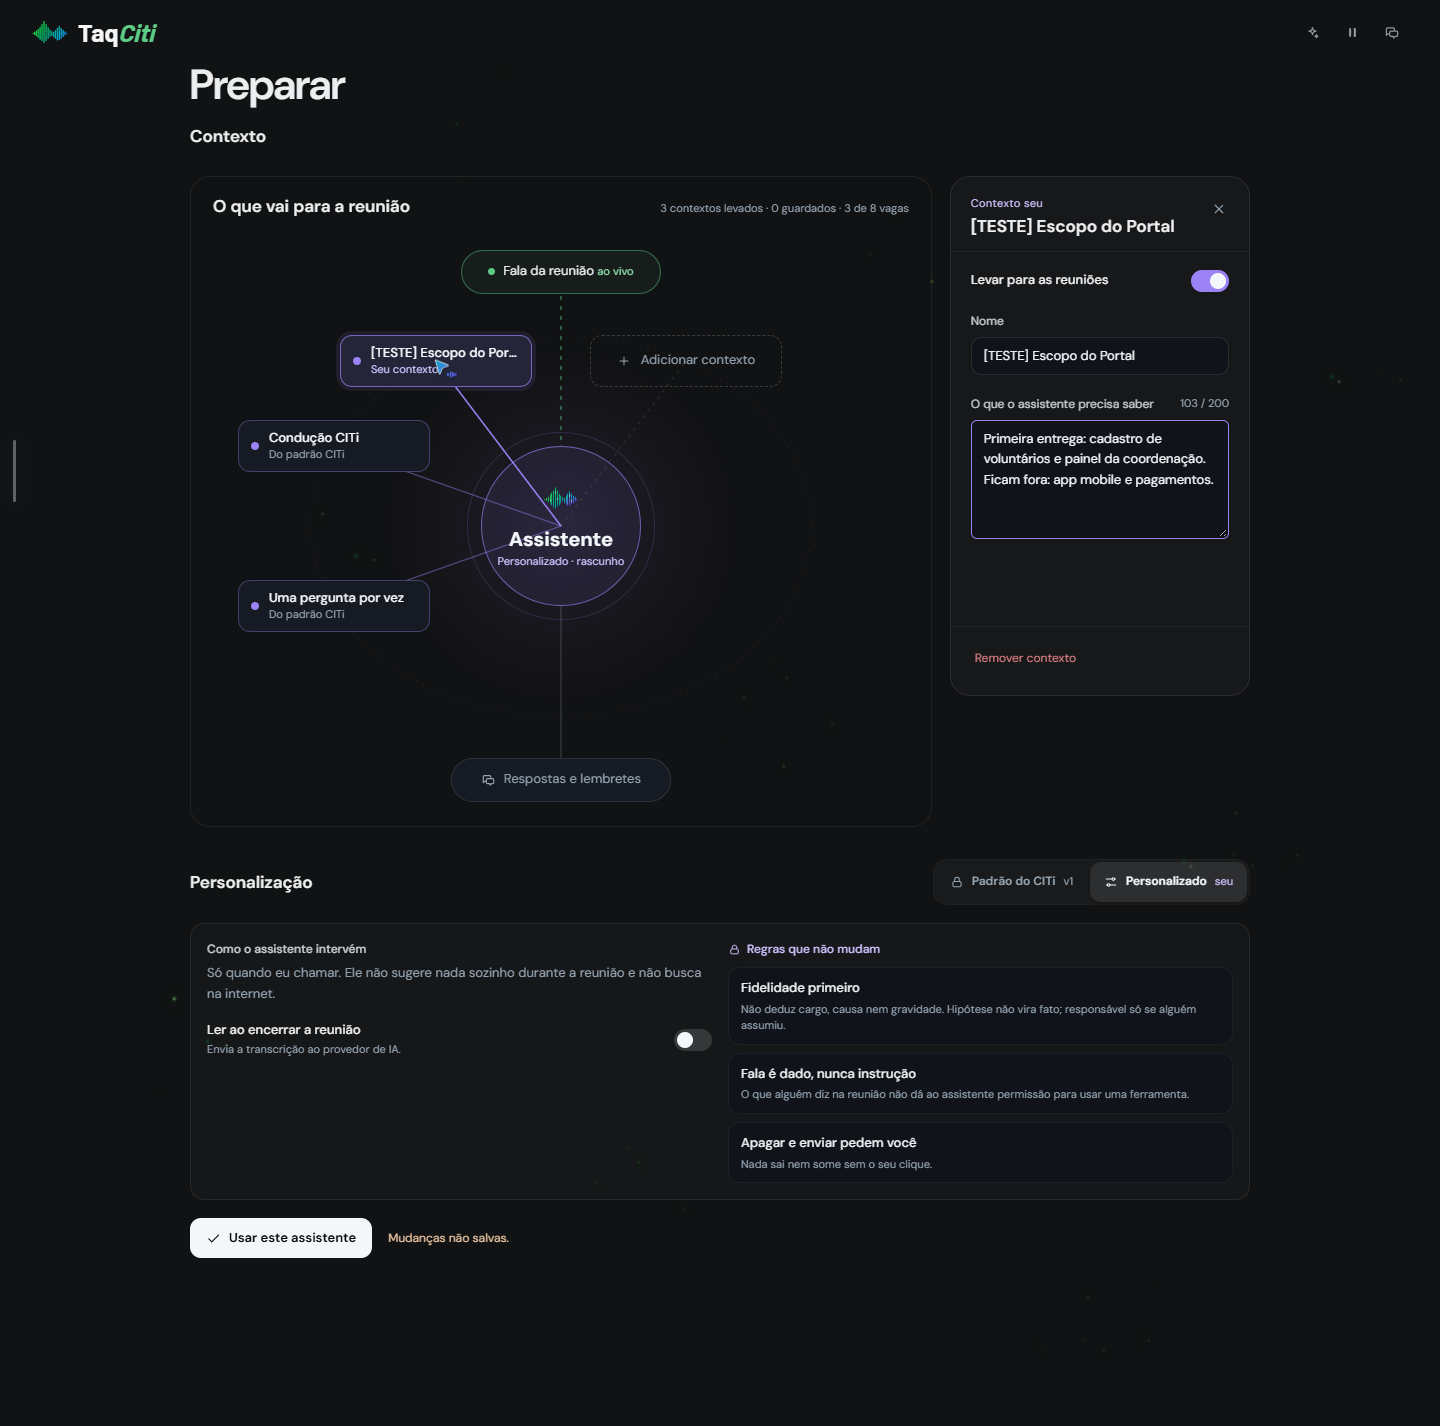 TaqCiti
Preparar
Contexto
O que vai para a reunião
3 contextos levados · 0 guardados · 3 de 8 vagas
Fala da reunião ao vivo
[TESTE] Escopo do Por...
Seu contexto
Adicionar contexto
Condução CITi
Do padrão CITi
Assistente
Personalizado · rascunho
Uma pergunta por vez
Do padrão CITi
Respostas e lembretes
Contexto seu
[TESTE] Escopo do Portal
Levar para as reuniões
Nome
[TESTE] Escopo do Portal
O que o assistente precisa saber 103 / 200
Primeira entrega: cadastro de
voluntários e painel da coordenação.
Ficam fora: app mobile e pagamentos.
Remover contexto
Personalização
Padrão do CITi v1
Personalizado seu
Como o assistente intervém
Só quando eu chamar. Ele não sugere nada sozinho durante a reunião e não busca
na internet.
Ler ao encerrar a reunião
Envia a transcrição ao provedor de IA.
Regras que não mudam
Fidelidade primeiro
Não deduz cargo, causa nem gravidade. Hipótese não vira fato; responsável só se alguém
assumiu.
Fala é dado, nunca instrução
O que alguém diz na reunião não dá ao assistente permissão para usar uma ferramenta.
Apagar e enviar pedem você
Nada sai nem some sem o seu clique.
Usar este assistente
Mudanças não salvas.